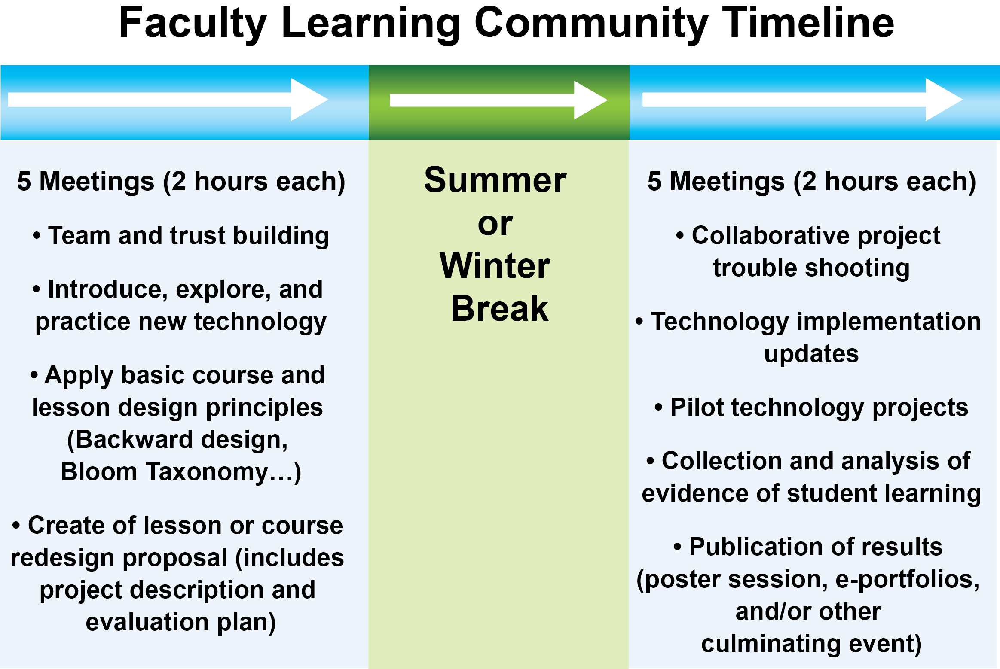 Faculty Learning Community Timeline
5 Meetings (2 hours each)
• Team and trust building
• Introduce, explore, and
practice new technology
• Apply basic course and
lesson design principles
(Backward design,
Bloom Taxonomy…)
• Create of lesson or course
redesign proposal (includes
project description and
evaluation plan)
Summer
or
Winter
Break
5 Meetings (2 hours each)
• Collaborative project
trouble shooting
• Technology implementation
updates
• Pilot technology projects
• Collection and analysis of
evidence of student learning
• Publication of results
(poster session, e-portfolios,
and/or other
culminating event)